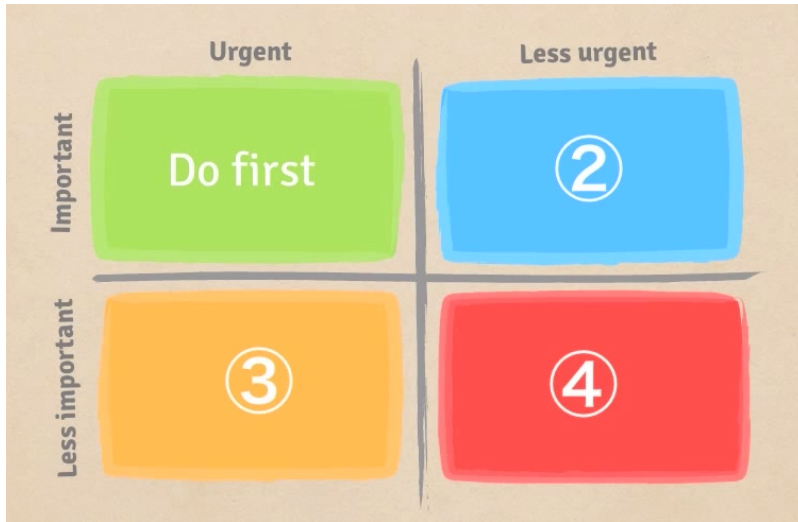 Urgent
Less urgent
Important
Do first
②
Less important
③
④